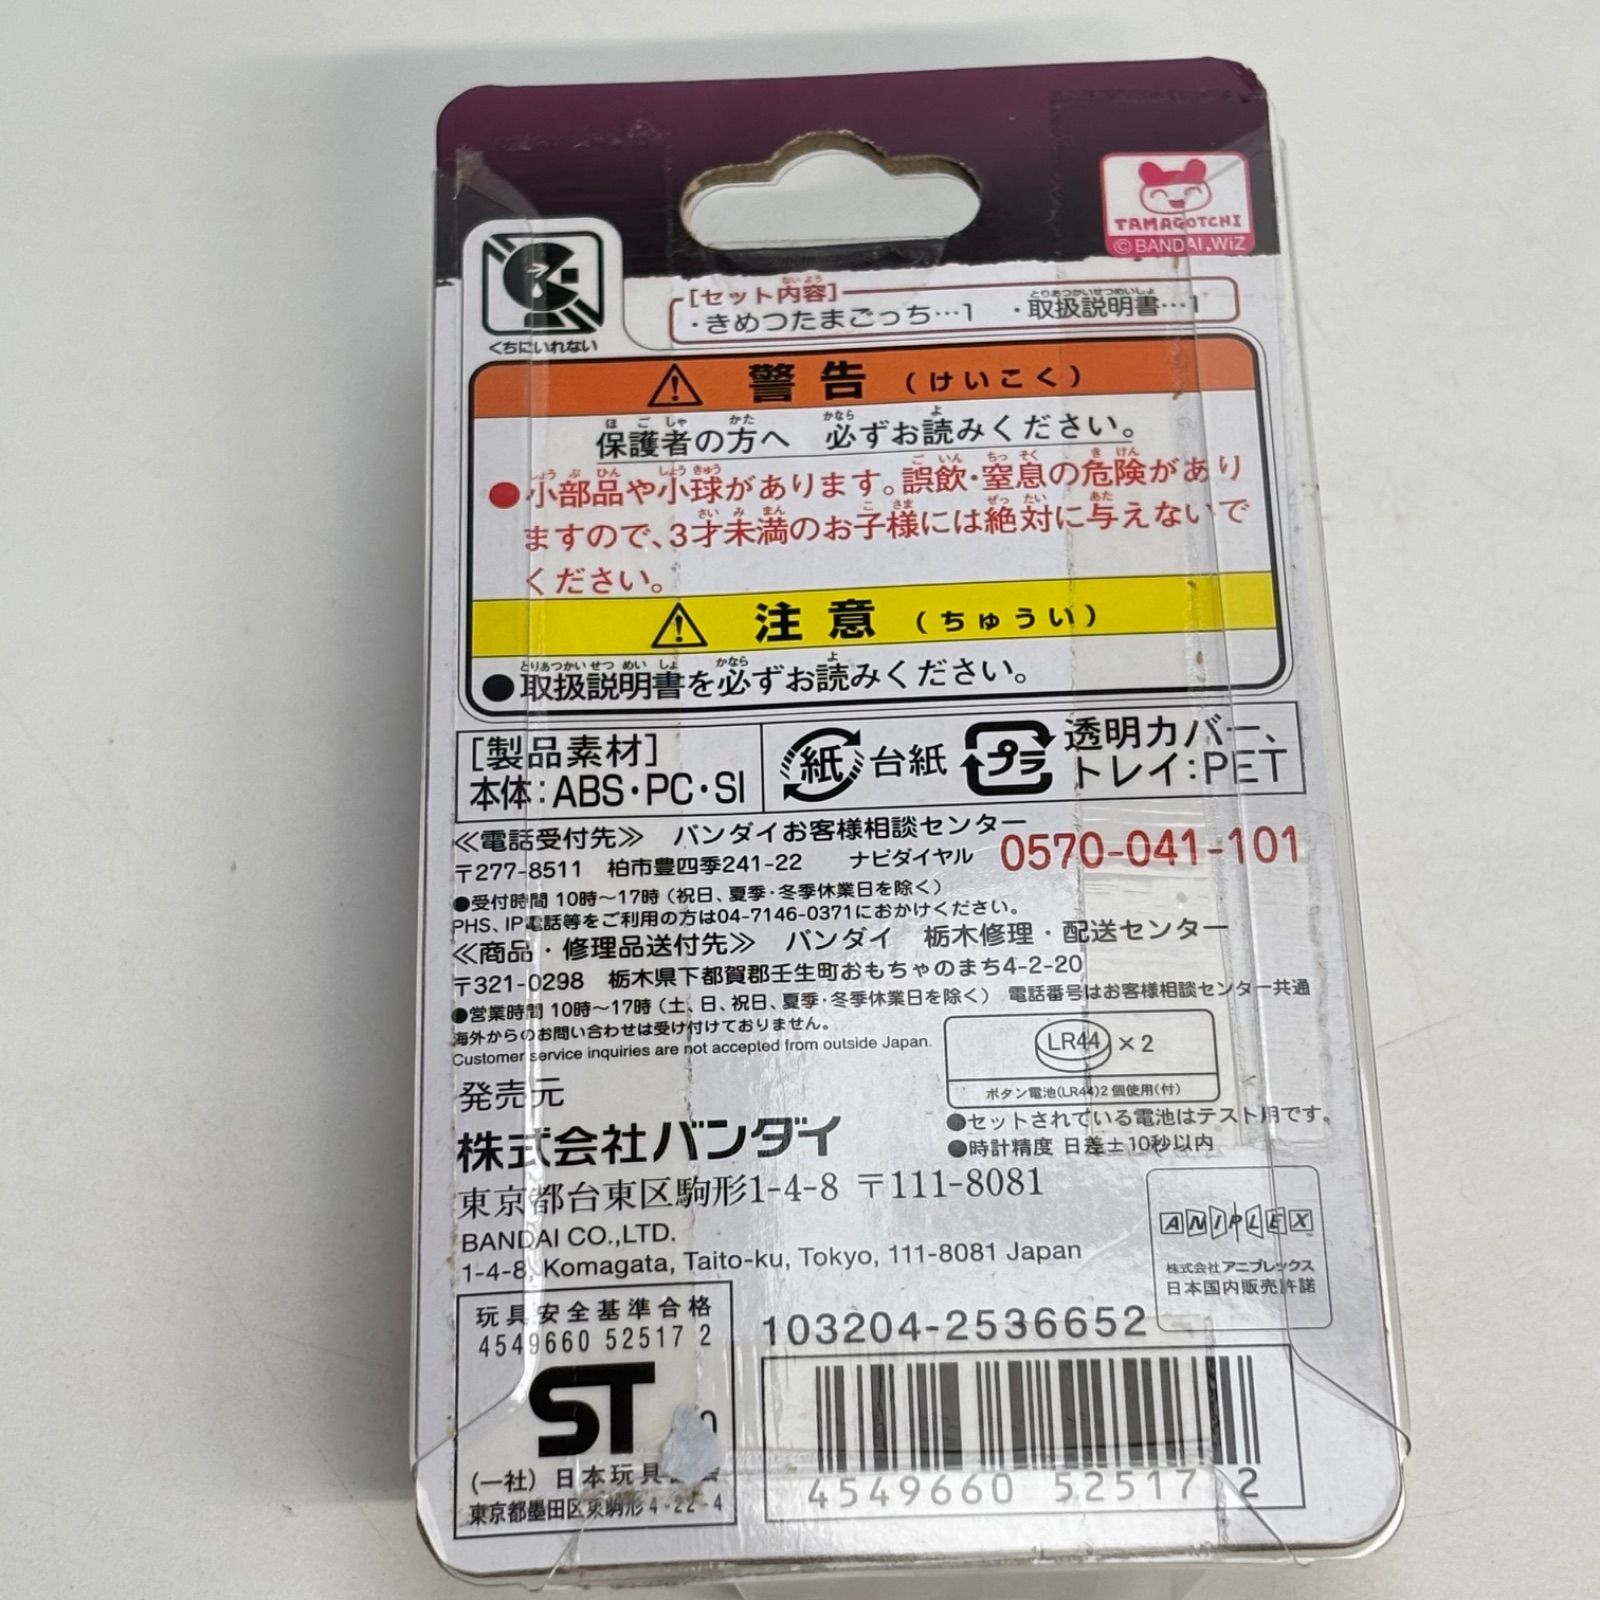 TAMAGOTCHI
©BANDAI,WiZ
くちにいれない
[セット内容]
・きめつたまごっち…1 ・取扱説明書…1
警告(けいこく)
保護者の方へ 必ずお読みください。
●小部品や小球があります。誤飲・窒息の危険があり
ますので、3才未満のお子様には絶対に与えないで
ください。
注意(ちゅうい)
●取扱説明書を必ずお読みください。
[製品素材]
本体:ABS・PC・SI
紙 台紙
プラ 透明カバー、
トレイ:PET
≪電話受付先≫ バンダイお客様相談センター
〒277-8511 柏市豊四季241-22 ナビダイヤル 0570-041-101
●受付時間 10時〜17時(祝日、夏季・冬季休業日を除く)
PHS、IP電話等をご利用の方は04-7146-0371におかけください。
≪商品・修理品送付先≫ バンダイ 栃木修理・配送センター
〒321-0298 栃木県下都賀郡壬生町おもちゃのまち4-2-20
●営業時間 10時〜17時(土、日、祝日、夏季・冬季休業日を除く) 電話番号はお客様相談センター共通
海外からのお問い合わせは受け付けておりません。
Customer service inquiries are not accepted from outside Japan.
LR44 ×2
ボタン電池(LR44)2個使用(付)
●セットされている電池はテスト用です。
●時計精度 日差±10秒以内
発売元
株式会社バンダイ
東京都台東区駒形1-4-8 〒111-8081
BANDAI CO.,LTD.
1-4-8, Komagata, Taito-ku, Tokyo, 111-8081 Japan
ANIPLEX
株式会社アニプレックス
日本国内販売許諾
玩具安全基準合格
4549660 52517 2
ST
(一社)日本玩具
東京都墨田区東駒形4-22-4
103204-2536652
4549660 52517 2